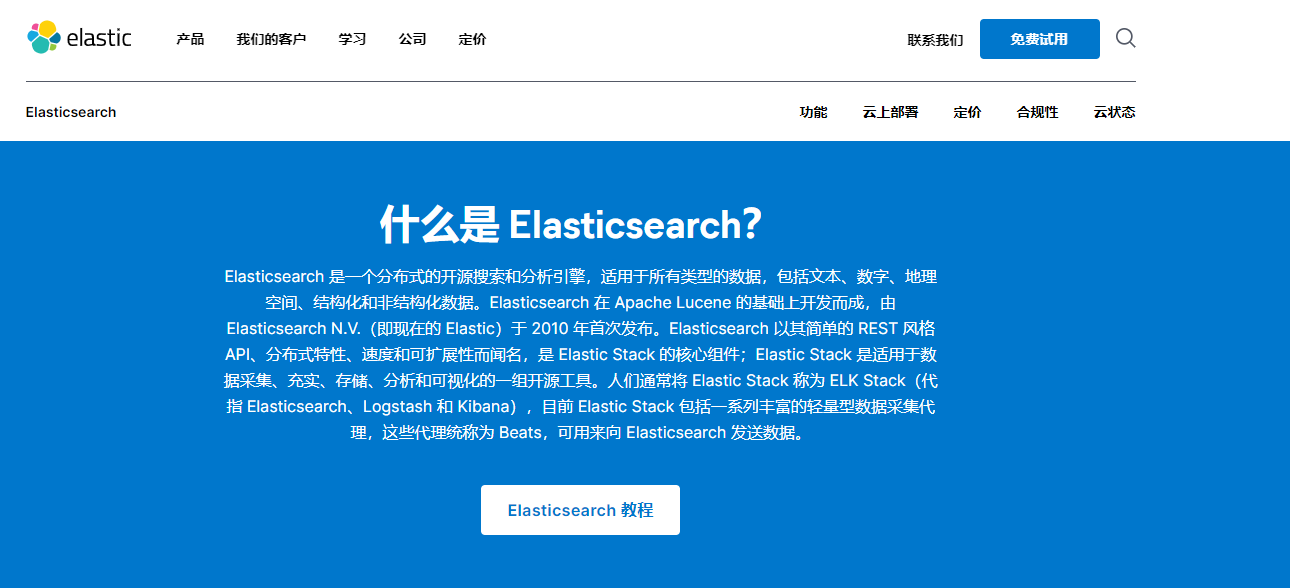 elastic 产品 我们的客户 学习 公司 定价 联系我们 免费试用
Elasticsearch 功能 云上部署 定价 合规性 云状态
什么是 Elasticsearch？
Elasticsearch 是一个分布式的开源搜索和分析引擎，适用于所有类型的数据，包括文本、数字、地理
空间、结构化和非结构化数据。Elasticsearch 在 Apache Lucene 的基础上开发而成，由
Elasticsearch N.V.（即现在的 Elastic）于 2010 年首次发布。Elasticsearch 以其简单的 REST 风格
API、分布式特性、速度和可扩展性而闻名，是 Elastic Stack 的核心组件；Elastic Stack 是适用于数
据采集、充实、存储、分析和可视化的一组开源工具。人们通常将 Elastic Stack 称为 ELK Stack（代
指 Elasticsearch、Logstash 和 Kibana），目前 Elastic Stack 包括一系列丰富的轻量型数据采集代
理，这些代理统称为 Beats，可用来向 Elasticsearch 发送数据。
Elasticsearch 教程